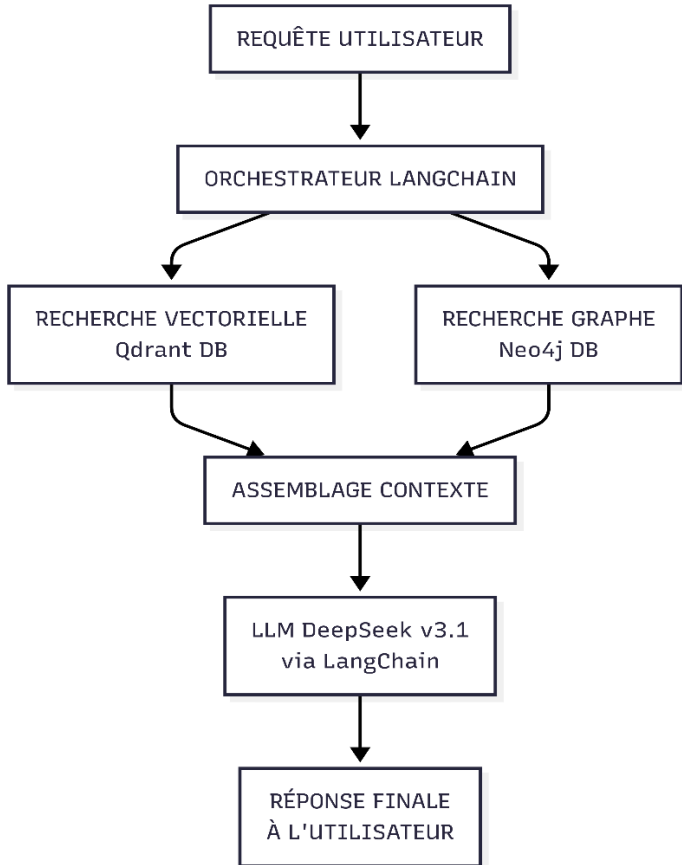 REQUÊTE UTILISATEUR
ORCHESTRATEUR LANGCHAIN
RECHERCHE VECTORIELLE
Qdrant DB
RECHERCHE GRAPHE
Neo4j DB
ASSEMBLAGE CONTEXTE
LLM DeepSeek v3.1
via LangChain
RÉPONSE FINALE
À L'UTILISATEUR